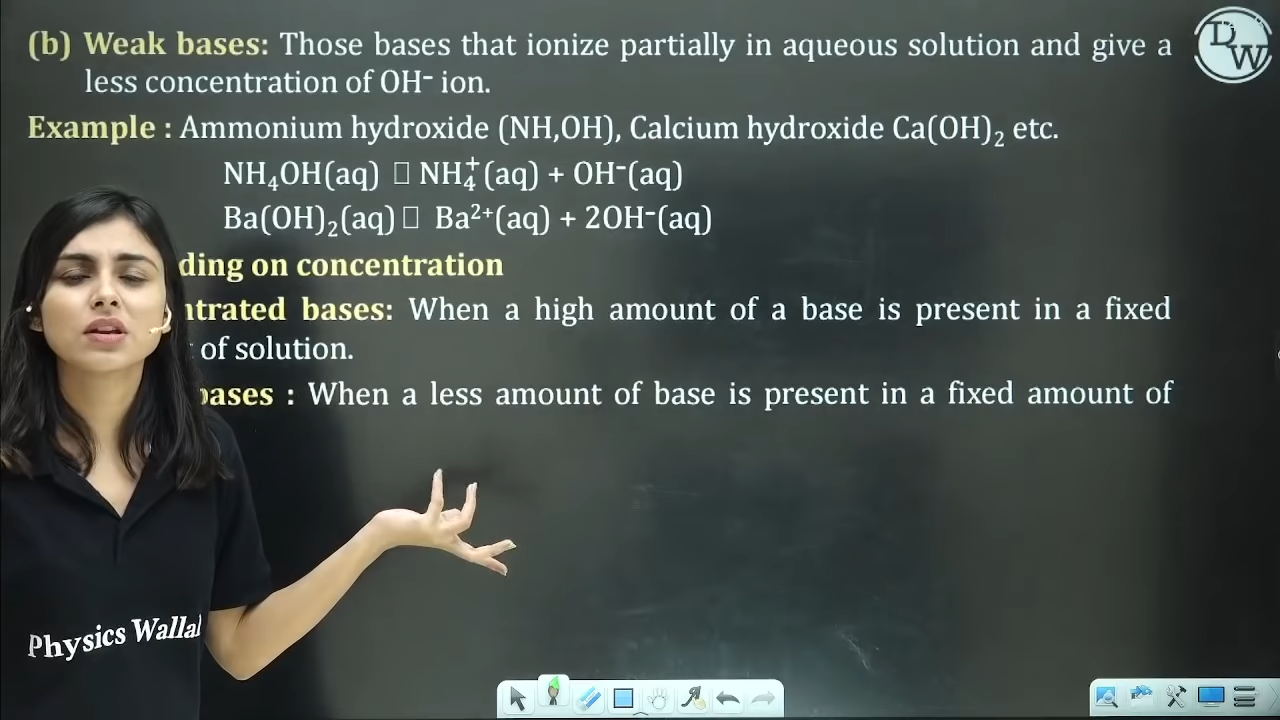 (b) Weak bases: Those bases that ionize partially in aqueous solution and give a
less concentration of OH⁻ ion.
Example : Ammonium hydroxide (NH,OH), Calcium hydroxide Ca(OH)₂ etc.
NH₄OH(aq) ▯ NH₄⁺(aq) + OH⁻(aq)
Ba(OH)₂(aq) ▯ Ba²⁺(aq) + 2OH⁻(aq)
ding on concentration
ntrated bases: When a high amount of a base is present in a fixed
of solution.
bases : When a less amount of base is present in a fixed amount of
Physics Wallah
PW